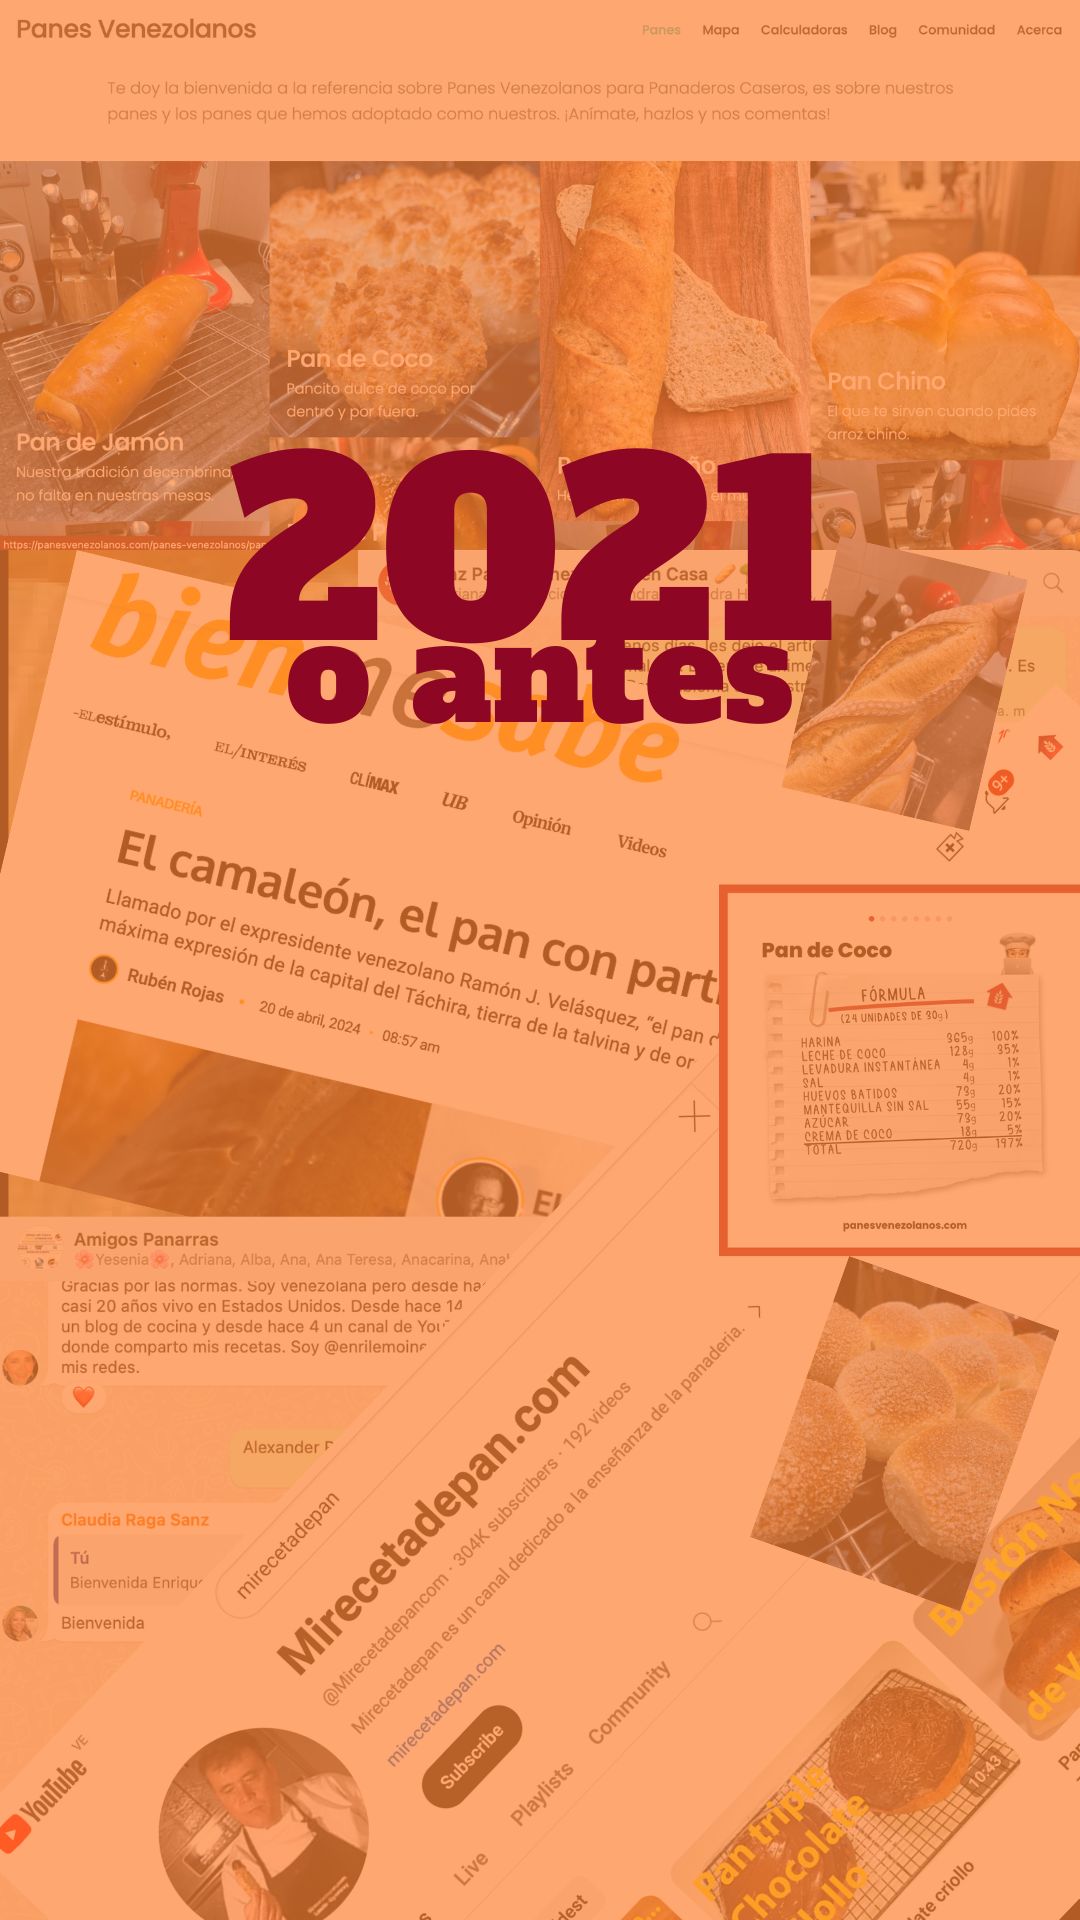 Panes Venezolanos
Panes
Mapa
Calculadoras
Blog
Comunidad
Acerca
Te doy la bienvenida a la referencia sobre Panes Venezolanos para Panaderos Caseros, es sobre nuestros
panes y los panes que hemos adoptado como nuestros. ¡Anímate, hazlos y nos comentas!
Pan de Jamón
Nuestra tradición decembrina,
no falta en nuestras mesas.
Pan de Coco
Pancito dulce de coco por
dentro y por fuera.
Pan Chino
El que te sirven cuando pides
arroz chino.
https://panesvenezolanos.com/panes-venezolanos/pan
2021
o antes
en Casa
bienmesabe
-ELestímulo,
EL/INTERÉS
CLÍMAX
UB
Opinión
Videos
. Es
a. m
9+
PANADERÍA
El camaleón, el pan con parti
Llamado por el expresidente venezolano Ramón J. Velásquez, “el pan
máxima expresión de la capital del Táchira, tierra de la talvina y de or
Rubén Rojas • 20 de abril, 2024 • 08:57 am
Pan de Coco
FÓRMULA
(24 UNIDADES DE 30g)
HARINA 365g 100%
LECHE DE COCO 128g 35%
LEVADURA INSTANTÁNEA 4g 1%
SAL 4g 1%
HUEVOS BATIDOS 73g 20%
MANTEQUILLA SIN SAL 55g 15%
AZÚCAR 73g 20%
CREMA DE COCO 18g 5%
TOTAL 720g 197%
panesvenezolanos.com
Amigos Panarras
🌸Yesenia🌸, Adriana, Alba, Ana, Ana Teresa, Anacarina, Ana
Gracias por las normas. Soy venezolana pero desde ha
casi 20 años vivo en Estados Unidos. Desde hace 14
un blog de cocina y desde hace 4 un canal de You
donde comparto mis recetas. Soy @enrilemoine
mis redes.
❤️
Alexander
Claudia Raga Sanz
Tú
Bienvenida Enrique
Bienvenida
YouTube VE
mirecetadepan
Mirecetadepan.com
@Mirecetadepancom · 304K subscribers · 192 videos
Mirecetadepan es un canal dedicado a la enseñanza de la panaderia.
mirecetadepan.com
Subscribe
Live
Playlists
Community
Bastón Ne
de V
Pan triple
Chocolate
10:43